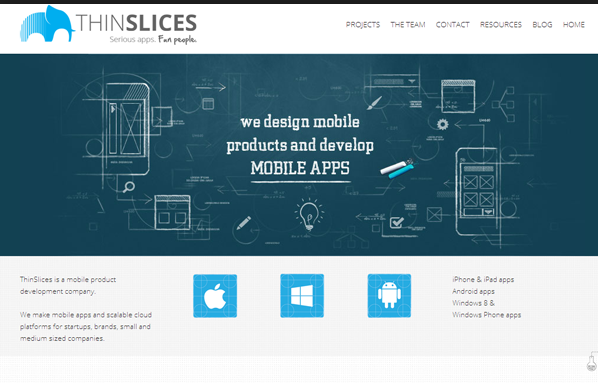 THINSLICES
Serious apps. Fun people.
PROJECTS THE TEAM CONTACT RESOURCES BLOG HOME
we design mobile
products and develop
MOBILE APPS
ThinSlices is a mobile product
development company.
We make mobile apps and scalable cloud
platforms for startups, brands, small and
medium sized companies.
iPhone & iPad apps
Android apps
Windows 8 &
Windows Phone apps